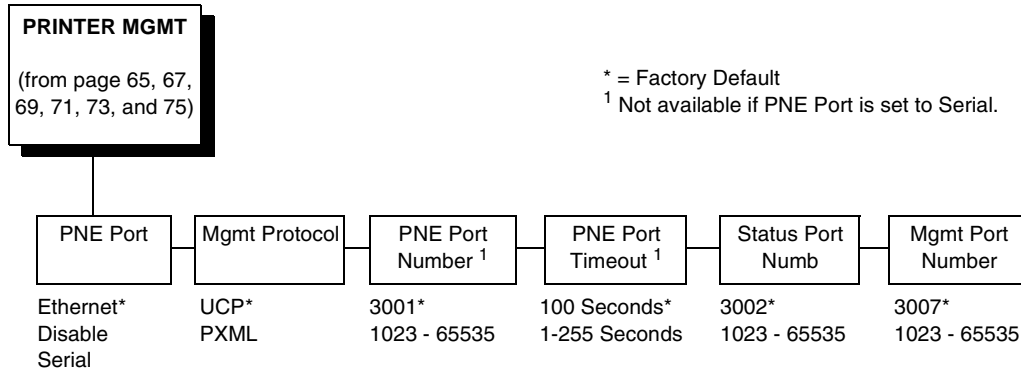 PRINTER MGMT
(from page 65, 67,
69, 71, 73, and 75)
* = Factory Default
1 Not available if PNE Port is set to Serial.
PNE Port
Mgmt Protocol
PNE Port
Number 1
PNE Port
Timeout 1
Status Port
Numb
Mgmt Port
Number
Ethernet*
Disable
Serial
UCP*
PXML
3001*
1023 - 65535
100 Seconds*
1-255 Seconds
3002*
1023 - 65535
3007*
1023 - 65535